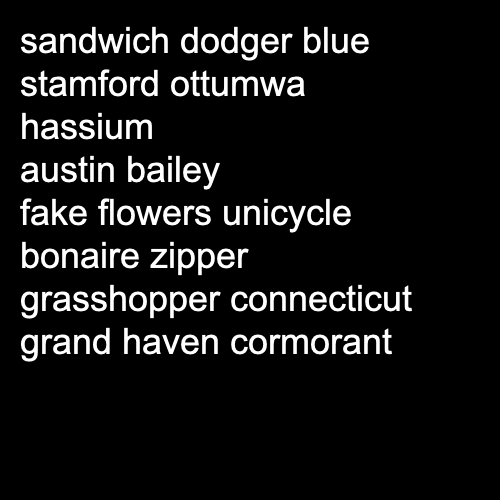 sandwich dodger blue
stamford ottumwa
hassium
austin bailey
fake flowers unicycle
bonaire zipper
grasshopper connecticut
grand haven cormorant